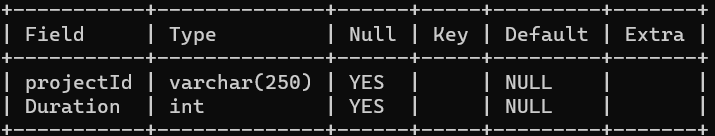 +-----------+--------------+------+-----+---------+-------+
| Field     | Type         | Null | Key | Default | Extra |
+-----------+--------------+------+-----+---------+-------+
| projectId | varchar(250) | YES  |     | NULL    |       |
| Duration  | int          | YES  |     | NULL    |       |
+-----------+--------------+------+-----+---------+-------+